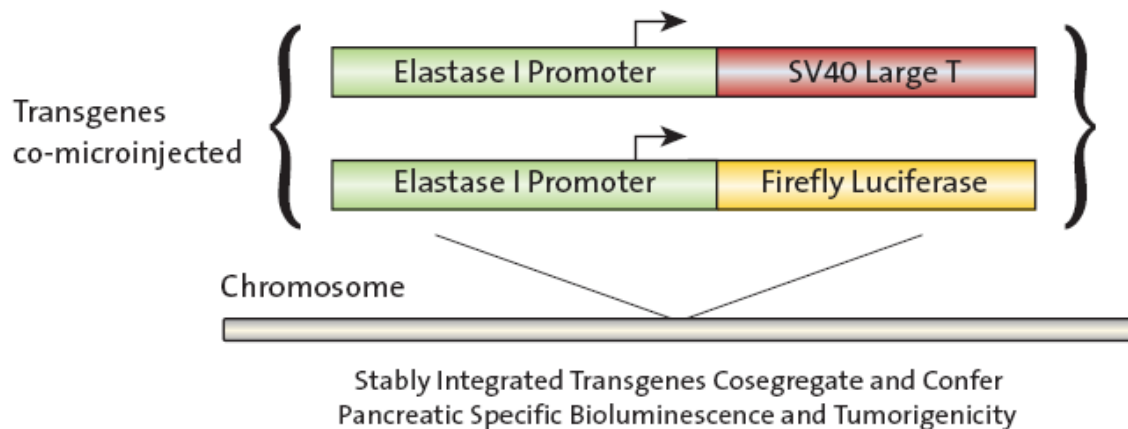 Transgenes
co-microinjected
Elastase I Promoter
SV40 Large T
Elastase I Promoter
Firefly Luciferase
Chromosome
Stably Integrated Transgenes Cosegregate and Confer
Pancreatic Specific Bioluminescence and Tumorigenicity